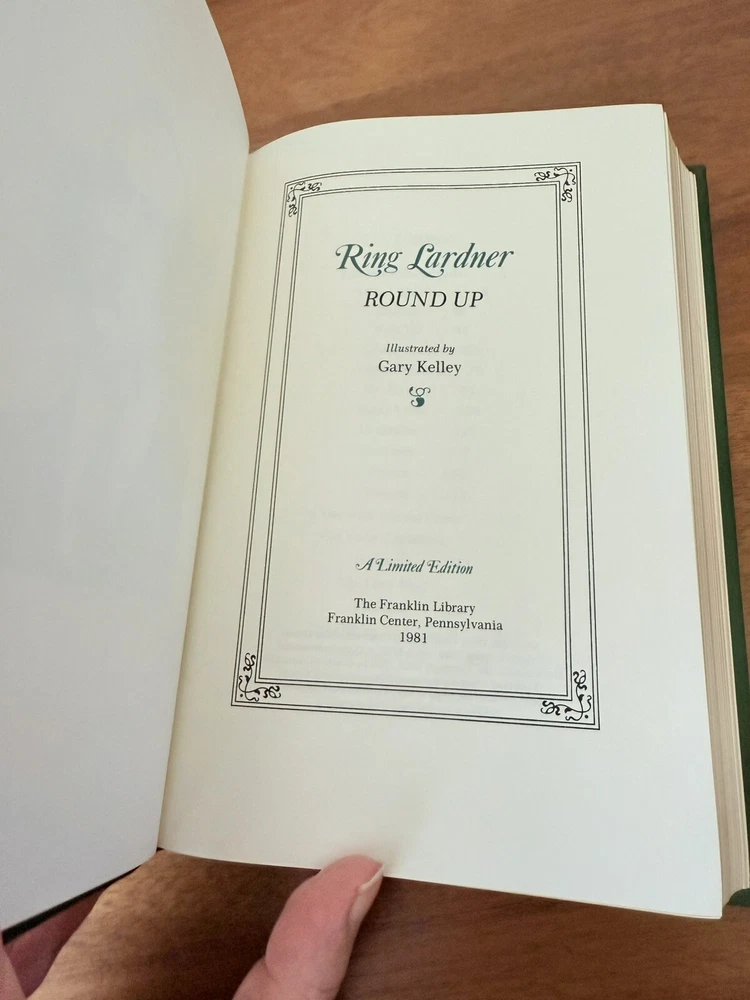 Ring Lardner
ROUND UP
Illustrated by
Gary Kelley
A Limited Edition
The Franklin Library
Franklin Center, Pennsylvania
1981